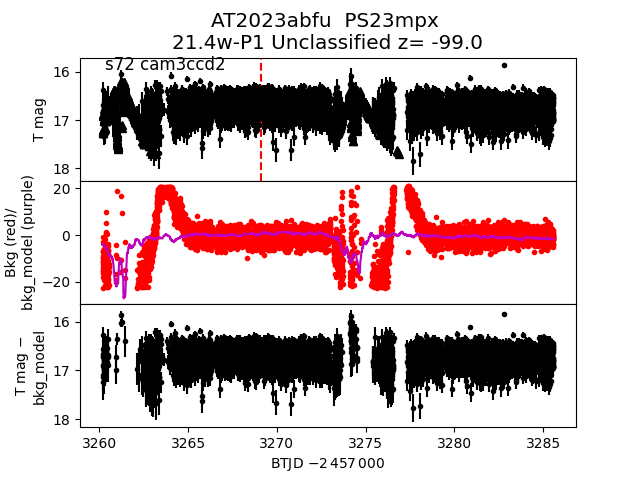 AT2023abfu  PS23mpx
21.4w-P1 Unclassified z= -99.0
s72 cam3ccd2
16
17
18
T mag
20
0
−20
Bkg (red)/
bkg_model (purple)
16
17
18
T mag −
bkg_model
3260
3265
3270
3275
3280
3285
BTJD −2 457 000